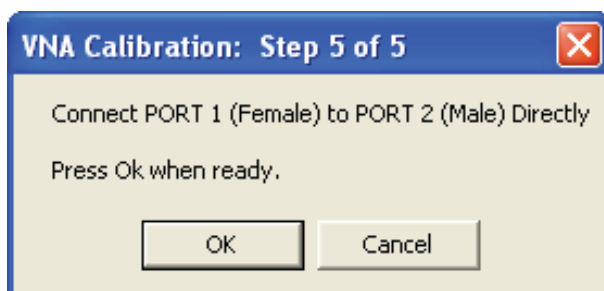 VNA Calibration: Step 5 of 5
Connect PORT 1 (Female) to PORT 2 (Male) Directly
Press Ok when ready.
OK
Cancel